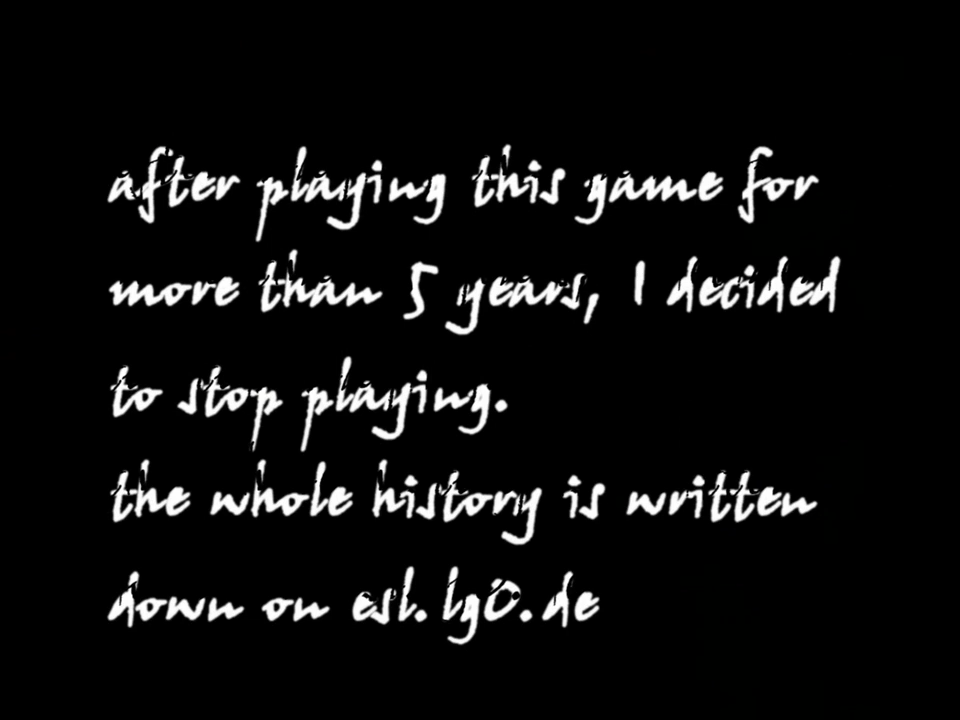 after playing this game for
more than 5 years, I decided
to stop playing.
the whole history is written
down on esl.lg0.de